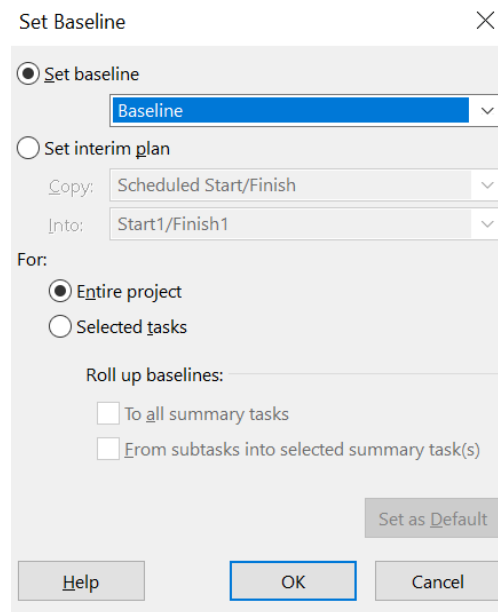 Set Baseline
Set baseline
Baseline
Set interim plan
Copy: Scheduled Start/Finish
Into: Start1/Finish1
For:
Entire project
Selected tasks
Roll up baselines:
To all summary tasks
From subtasks into selected summary task(s)
Set as Default
Help OK Cancel